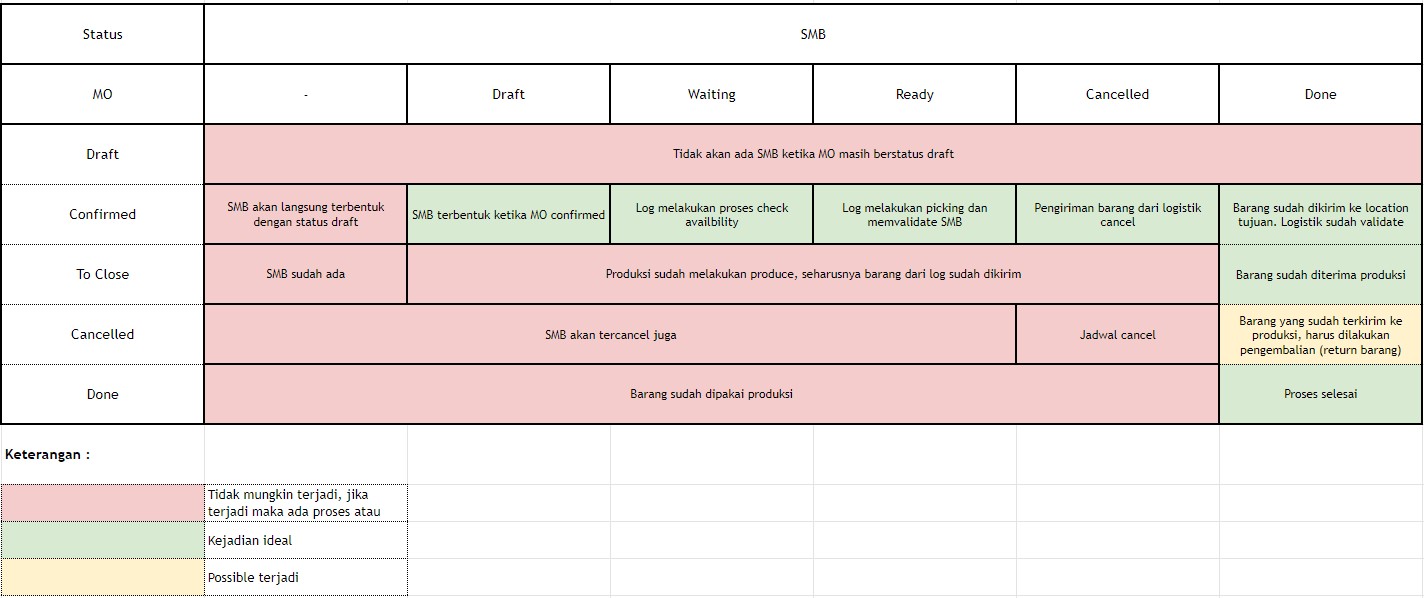 Status
SMB
MO
-
Draft
Waiting
Ready
Cancelled
Done
Draft
Tidak akan ada SMB ketika MO masih berstatus draft
Confirmed
SMB akan langsung terbentuk
dengan status draft
SMB terbentuk ketika MO confirmed
Log melakukan proses check
availbility
Log melakukan picking dan
memvalidate SMB
Pengiriman barang dari logistik
cancel
Barang sudah dikirim ke location
tujuan. Logistik sudah validate
To Close
SMB sudah ada
Produksi sudah melakukan produce, seharusnya barang dari log sudah dikirim
Barang sudah diterima produksi
Cancelled
SMB akan tercancel juga
Jadwal cancel
Barang yang sudah terkirim ke
produksi, harus dilakukan
pengembalian (return barang)
Done
Barang sudah dipakai produksi
Proses selesai
Keterangan :
Tidak mungkin terjadi, jika
terjadi maka ada proses atau
Kejadian ideal
Possible terjadi